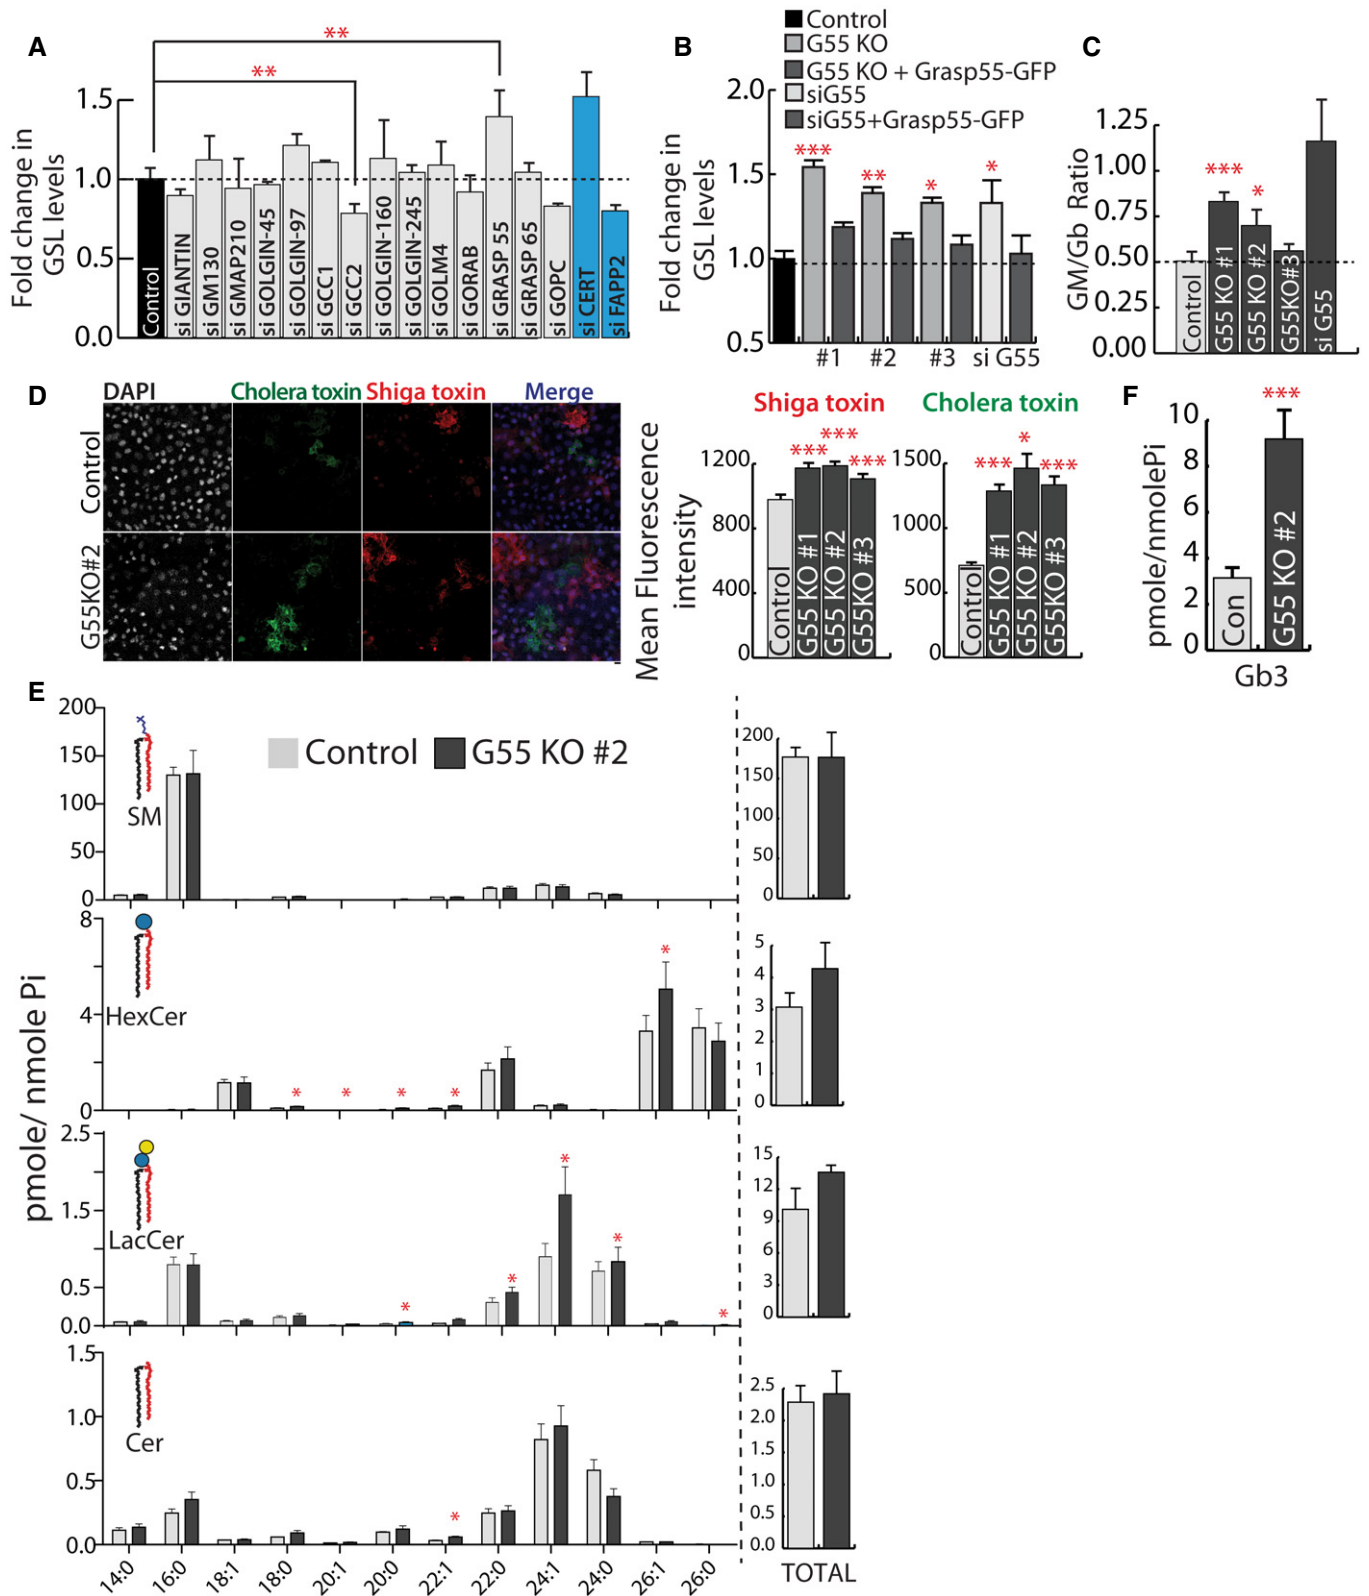 A
**
**
Fold change in
GSL levels
1.5
1.0
0.5
0.0
Control
si GIANTIN
si GM130
si GMAP210
si GOLGIN-45
si GOLGIN-97
si GCC1
si GCC2
si GOLGIN-160
si GOLGIN-245
si GOLM4
si GORAB
si GRASP 55
si GRASP 65
si GOPC
si CERT
si FAPP2
B
Control
G55 KO
G55 KO + Grasp55-GFP
siG55
siG55+Grasp55-GFP
Fold change in
GSL levels
2.0
1.5
1.0
0.5
***
**
*
*
#1
#2
#3
si G55
C
GM/Gb Ratio
1.25
1.00
0.75
0.50
0.25
0.00
***
*
Control
G55 KO #1
G55 KO #2
G55KO#3
si G55
D
DAPI
Cholera toxin
Shiga toxin
Merge
Control
G55KO#2
Mean Fluorescence
intensity
Shiga toxin
1200
800
400
0
***
***
***
Control
G55 KO #1
G55 KO #2
G55KO #3
Cholera toxin
1500
1000
500
0
***
*
***
Control
G55 KO #1
G55 KO #2
G55KO #3
F
***
pmole/nmolePi
10
8
6
4
2
0
Con
G55 KO #2
Gb3
E
pmole/ nmole Pi
Control
G55 KO #2
200
150
100
50
0
SM
200
150
100
50
0
8
4
0
HexCer
*
*
*
*
*
5
4
3
2
1
0
2.5
1.5
0.5
0.0
LacCer
*
*
*
*
*
15
12
9
6
3
0
1.5
1.0
0.5
0.0
Cer
*
2.5
2.0
1.5
1.0
0.5
0.0
14:0
16:0
18:1
18:0
20:1
20:0
22:1
22:0
24:1
24:0
26:1
26:0
TOTAL